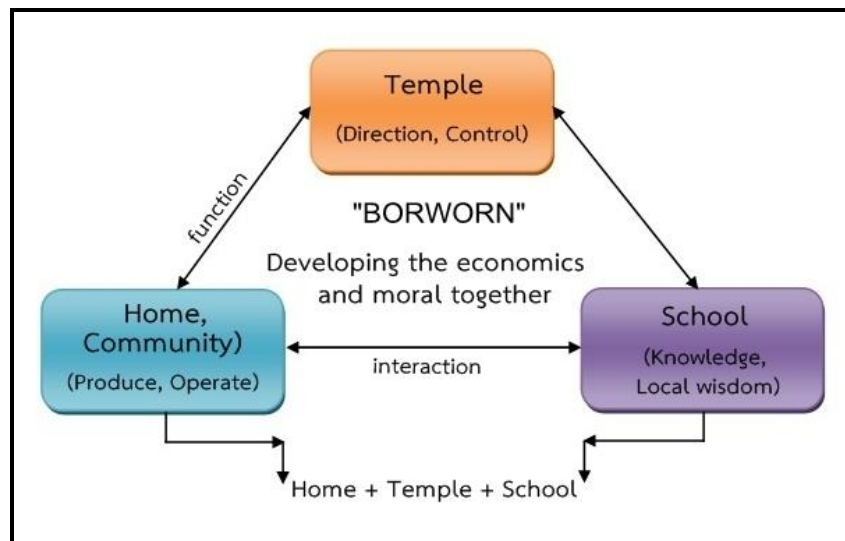 Temple
(Direction, Control)
function
"BORWORN"
Developing the economics
and moral together
Home,
Community)
(Produce, Operate)
interaction
School
(Knowledge,
Local wisdom)
Home + Temple + School